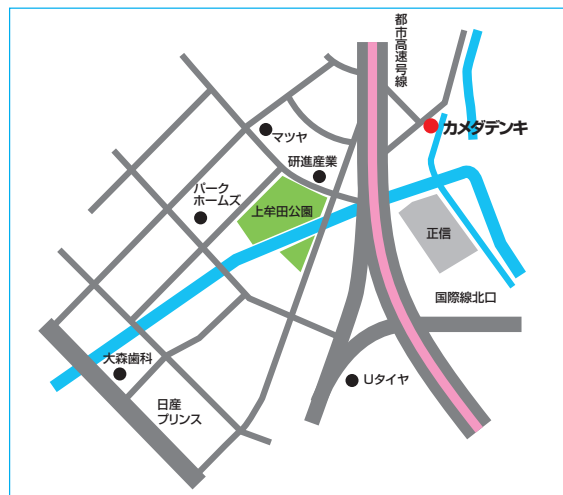 都市高速号線
カメダデンキ
マツヤ
研進産業
パーク
ホームズ
上牟田公園
正信
国際線北口
大森歯科
Uタイヤ
日産
プリンス